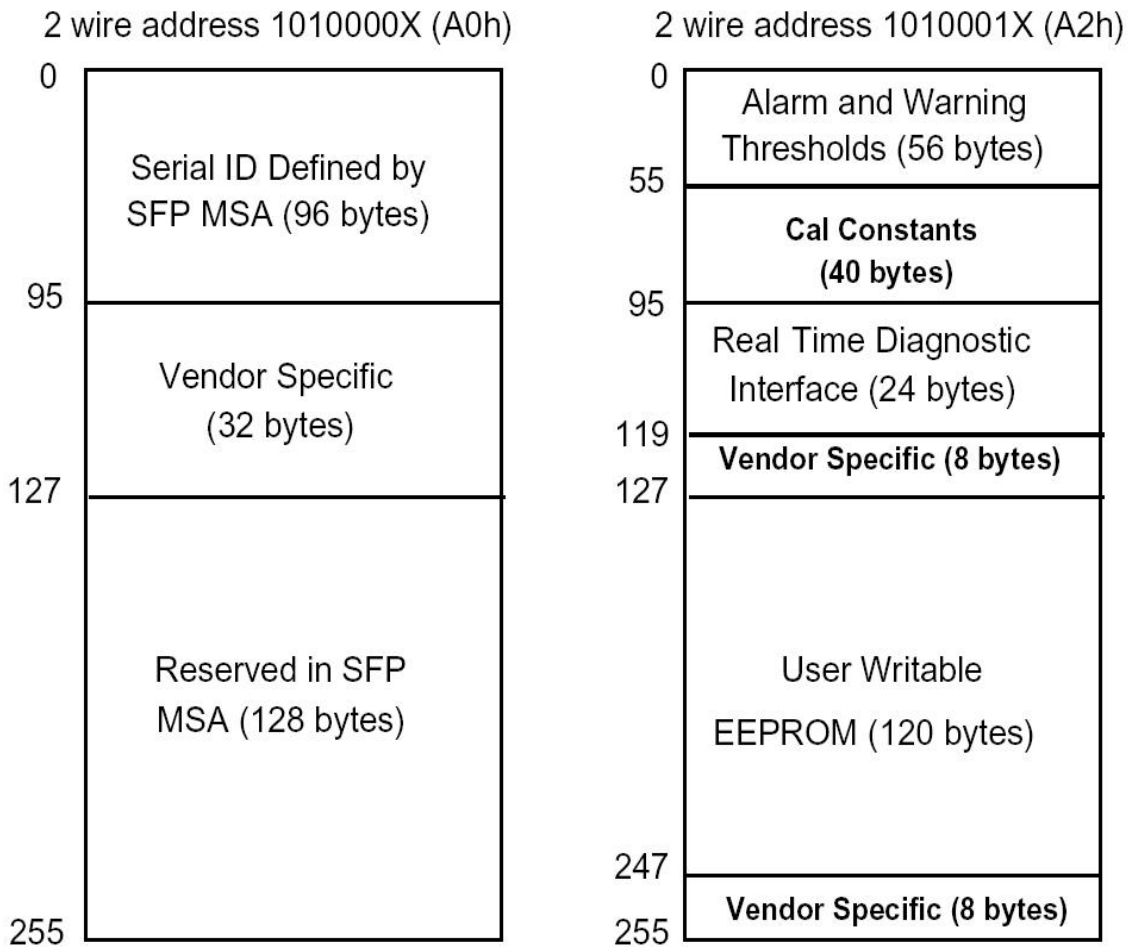 2 wire address 1010000X (A0h)
0
Serial ID Defined by
SFP MSA (96 bytes)
95
Vendor Specific
(32 bytes)
127
Reserved in SFP
MSA (128 bytes)
255
2 wire address 1010001X (A2h)
0
Alarm and Warning
Thresholds (56 bytes)
55
Cal Constants
(40 bytes)
95
Real Time Diagnostic
Interface (24 bytes)
119
Vendor Specific (8 bytes)
127
User Writable
EEPROM (120 bytes)
247
Vendor Specific (8 bytes)
255